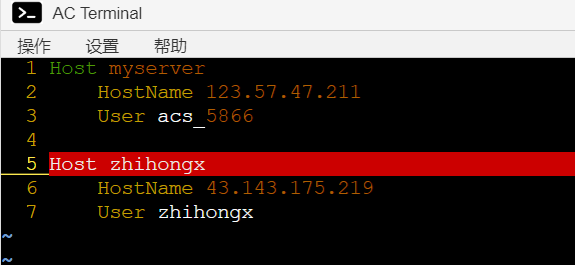 AC Terminal
操作 设置 帮助
1 Host myserver
2 HostName 123.57.47.211
3 User acs_5866
4
5 Host zhihongx
6 HostName 43.143.175.219
7 User zhihongx
~
~